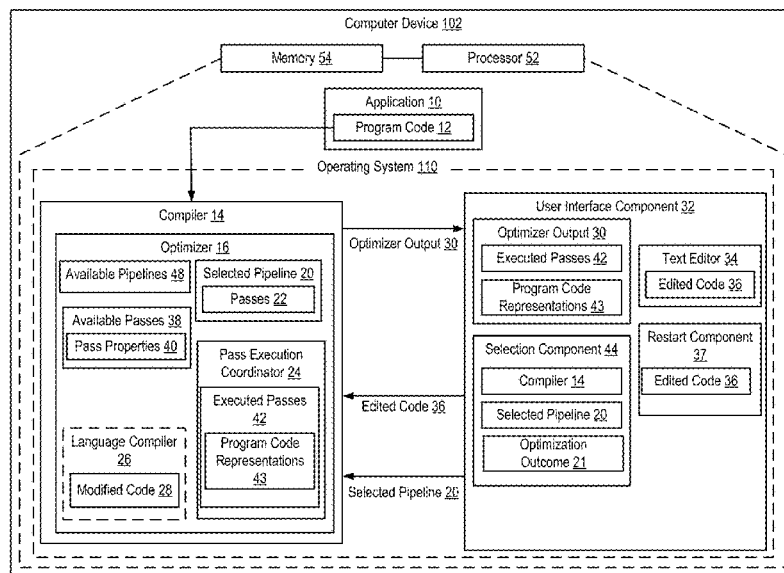 Computer Device 102
Memory 54
Processor 52
Application 10
Program Code 12
Operating System 110
Compiler 14
Optimizer 16
Available Pipelines 48
Selected Pipeline 20
Passes 22
Available Passes 38
Pass Properties 40
Pass Execution
Coordinator 24
Executed Passes
42
Program Code
Representations
43
Language Compiler
26
Modified Code 28
Optimizer Output 30
Edited Code 36
Selected Pipeline 20
User Interface Component 32
Optimizer Output 30
Executed Passes 42
Program Code
Representations 43
Text Editor 34
Edited Code 36
Selection Component 44
Compiler 14
Selected Pipeline 20
Optimization
Outcome 21
Restart Component
37
Edited Code 36